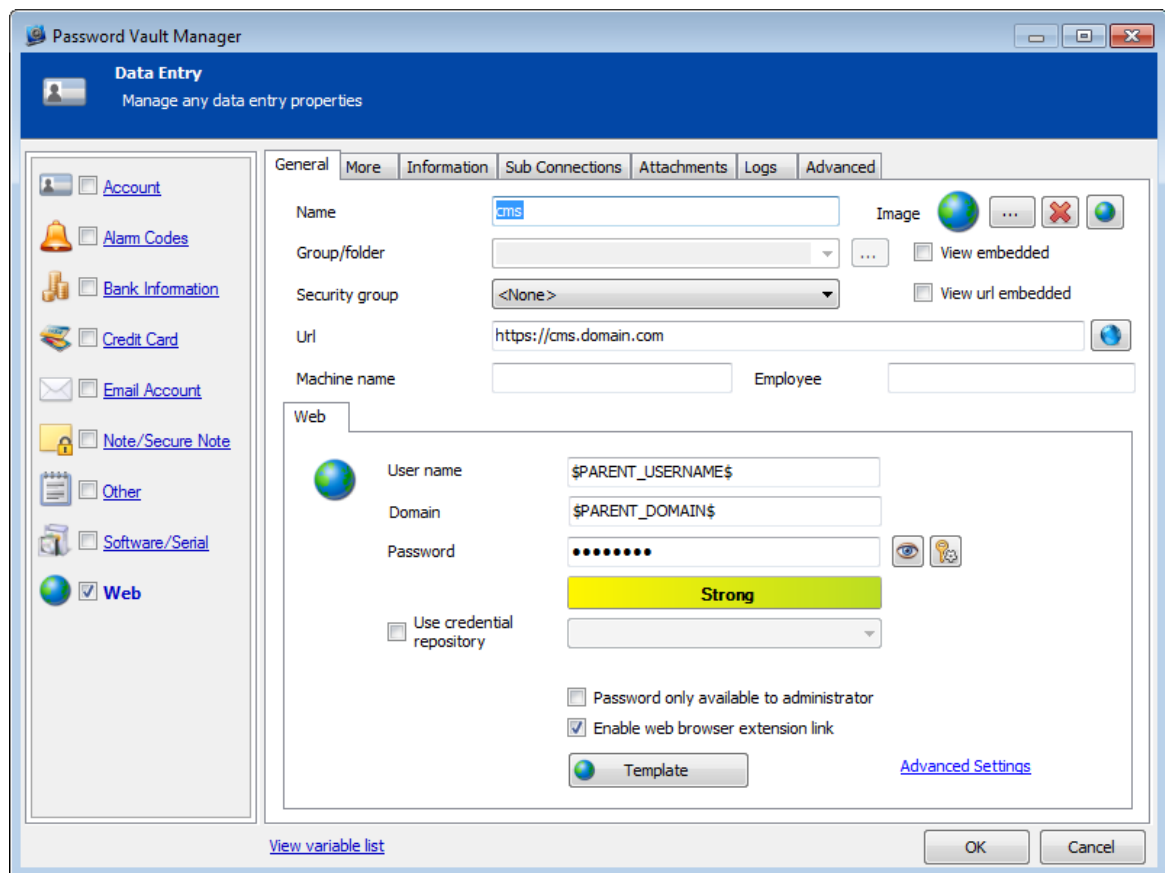 Password Vault Manager
Data Entry
Manage any data entry properties
Account
Alarm Codes
Bank Information
Credit Card
Email Account
Note/Secure Note
Other
Software/Serial
Web
General More Information Sub Connections Attachments Logs Advanced
Name cms Image ...
Group/folder ... View embedded
Security group <None> View url embedded
Url https://cms.domain.com
Machine name Employee
Web
User name $PARENT_USERNAME$
Domain $PARENT_DOMAIN$
Password ••••••••
Strong
Use credential
repository
Password only available to administrator
Enable web browser extension link
Template Advanced Settings
View variable list OK Cancel